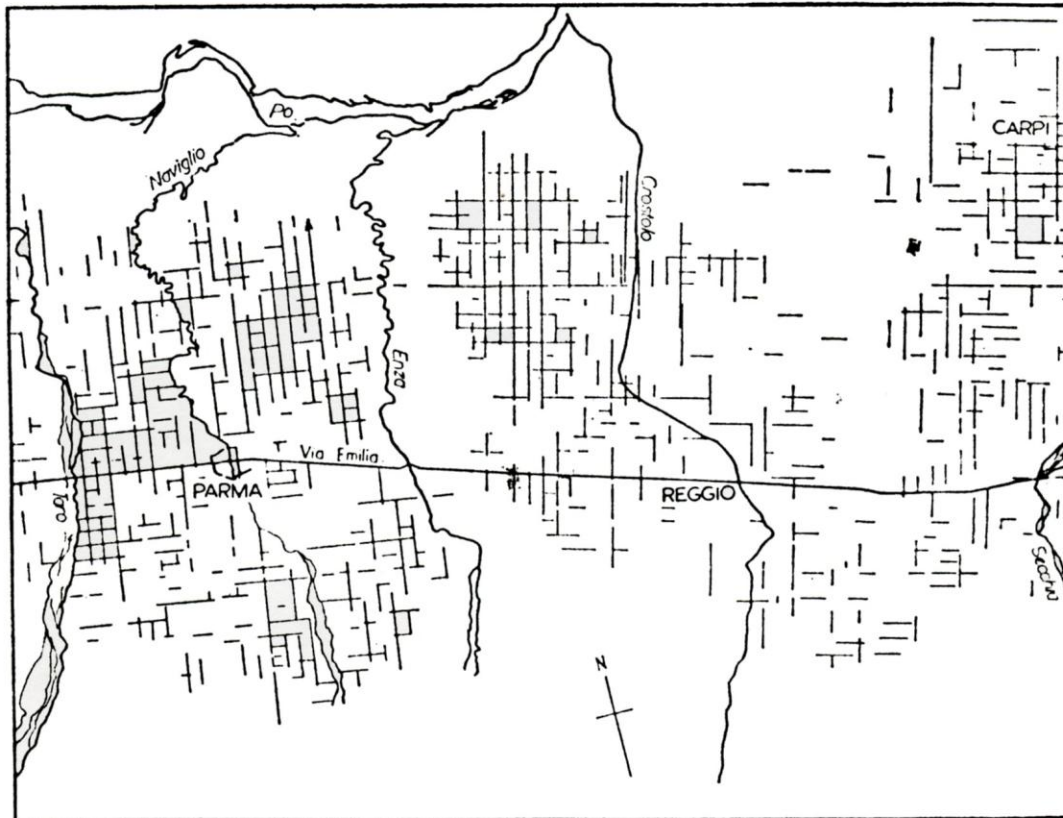 Po
CARPI
Naviglio
Crostolo
Enza
Via Emilia
PARMA
REGGIO
Taro
Secchia
N